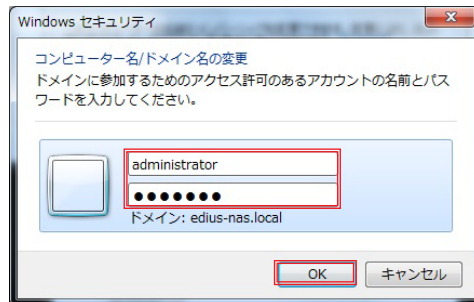 Windows セキュリティ
コンピューター名/ドメイン名の変更
ドメインに参加するためのアクセス許可のあるアカウントの名前とパス
ワードを入力してください。
administrator
●●●●●●●
ドメイン: edius-nas.local
OK
キャンセル